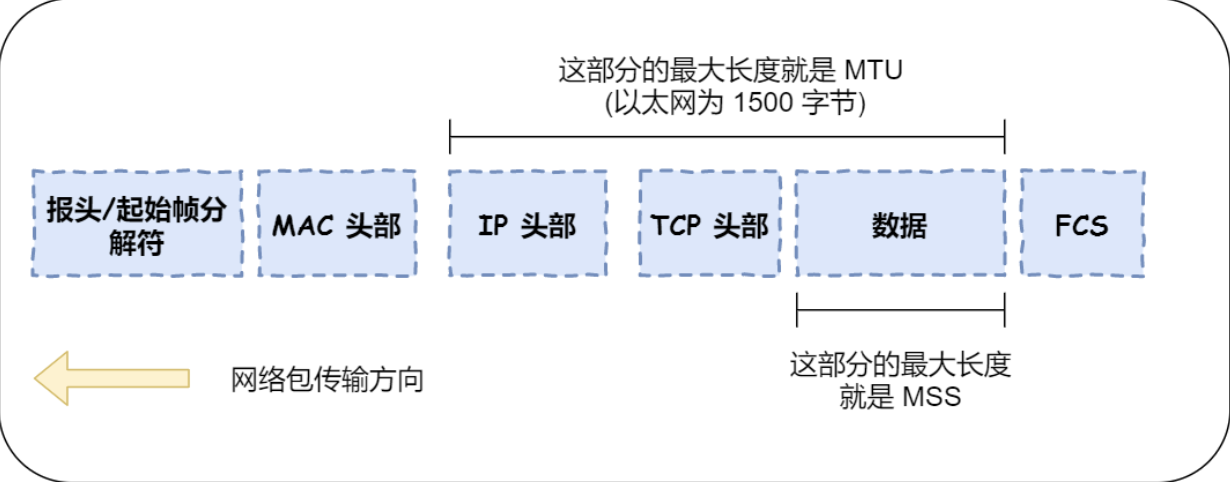 这部分的最大长度就是 MTU
(以太网为 1500 字节)
报头/起始帧分
解符
MAC 头部
IP 头部
TCP 头部
数据
FCS
这部分的最大长度
就是 MSS
网络包传输方向